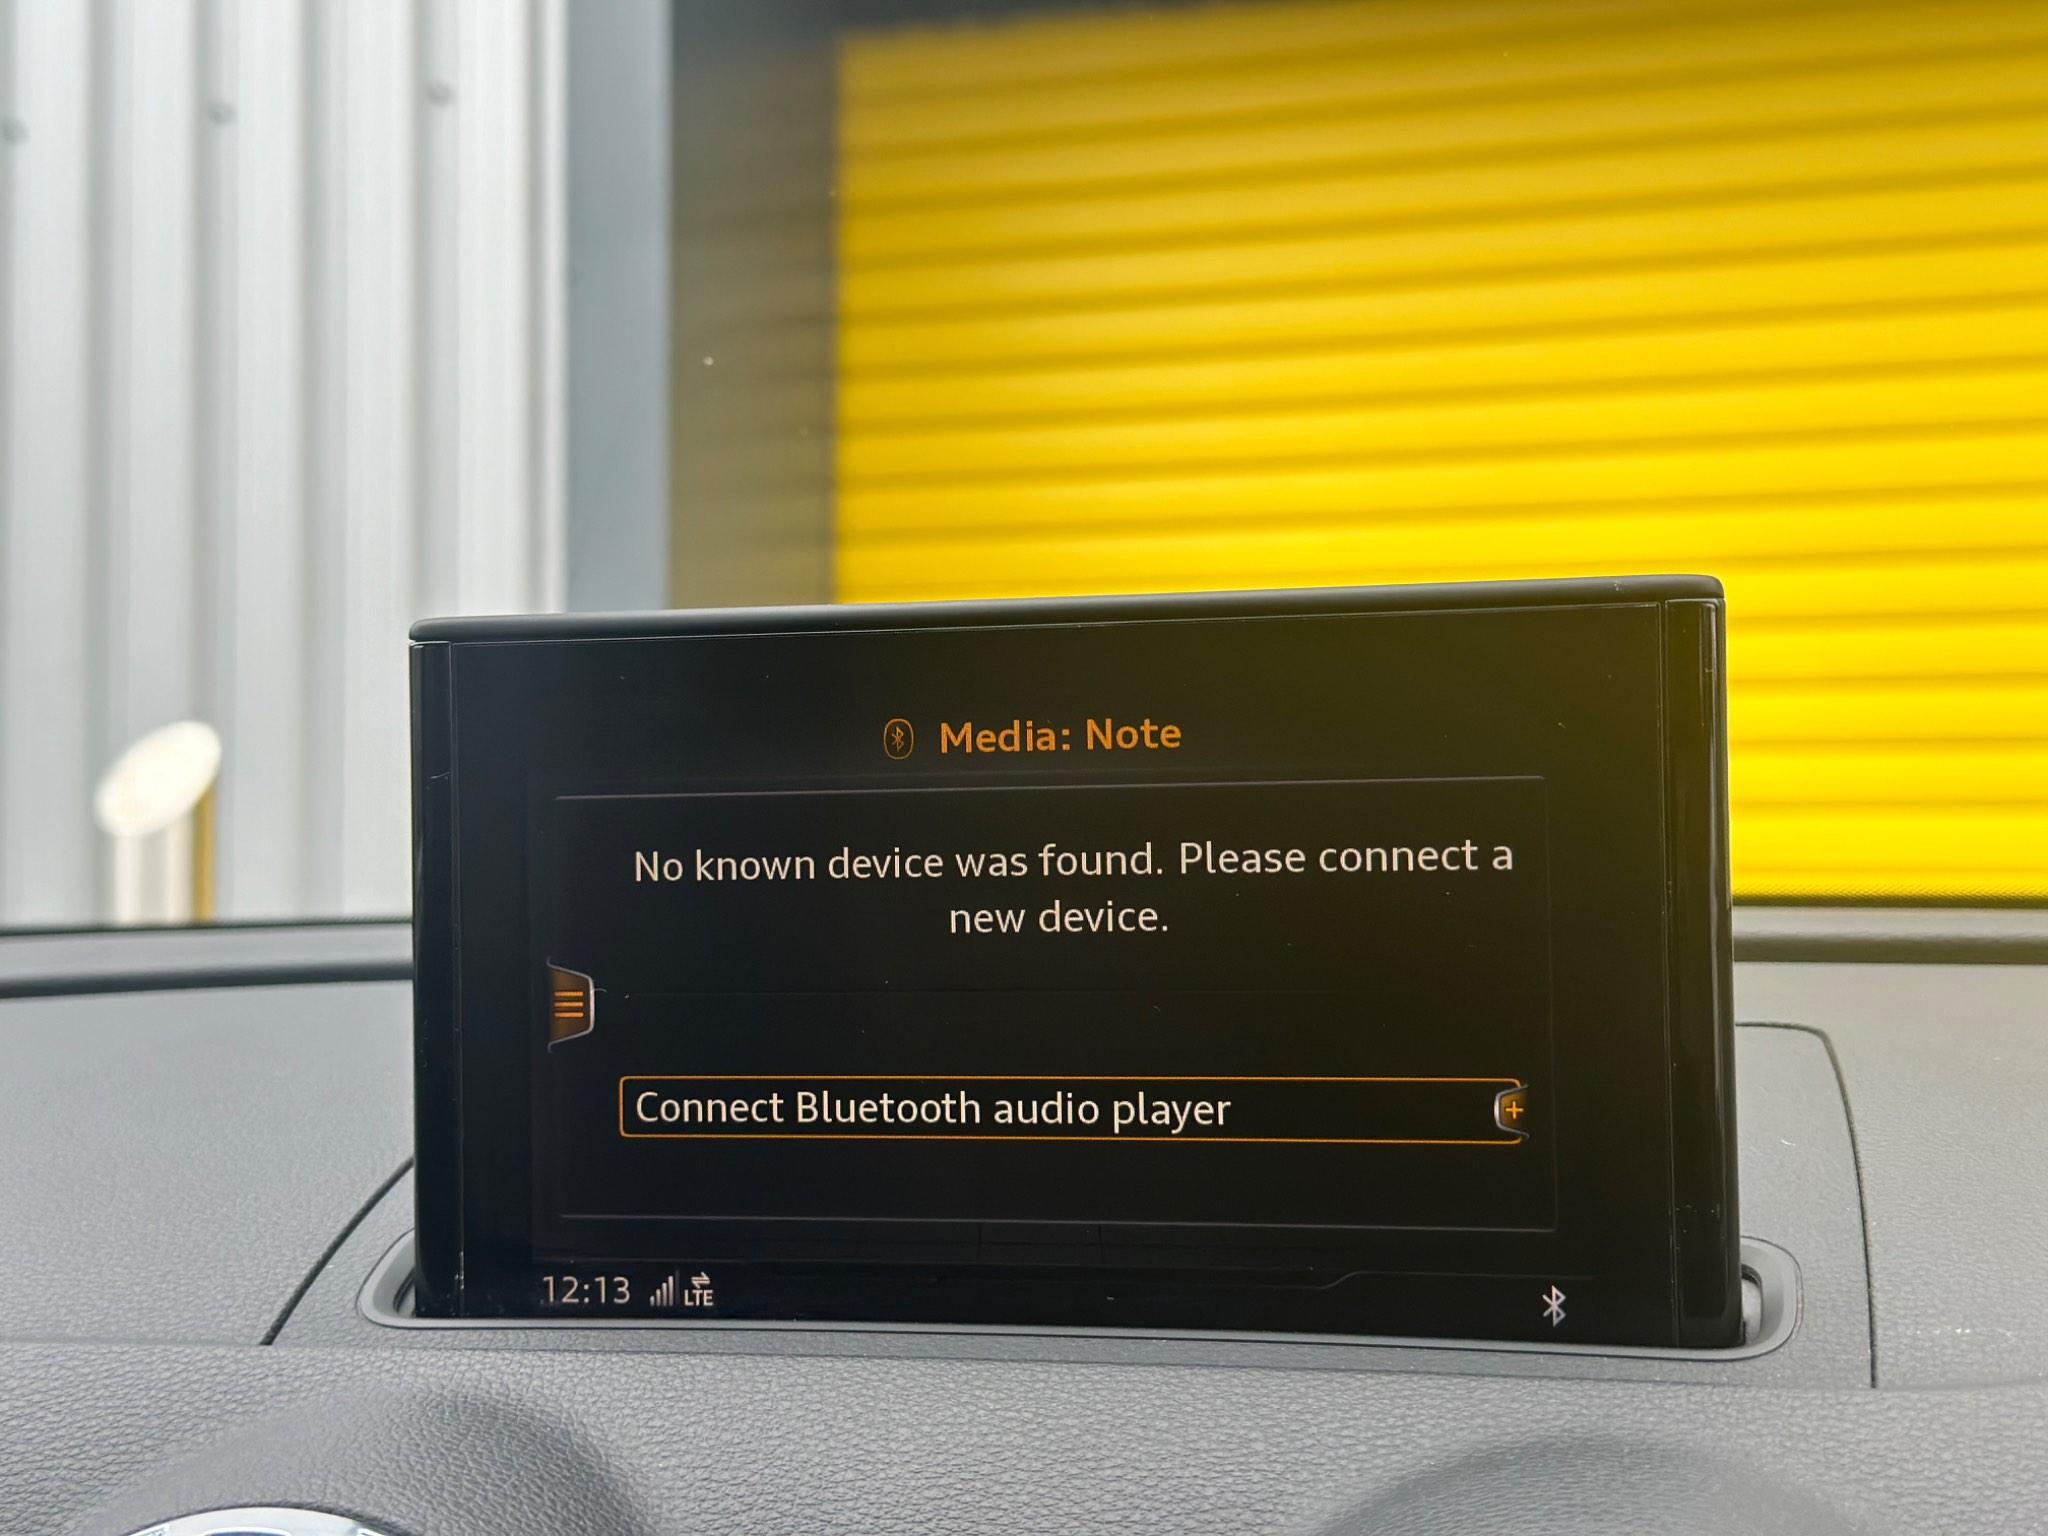 Media: Note
No known device was found. Please connect a
new device.
Connect Bluetooth audio player
12:13 LTE